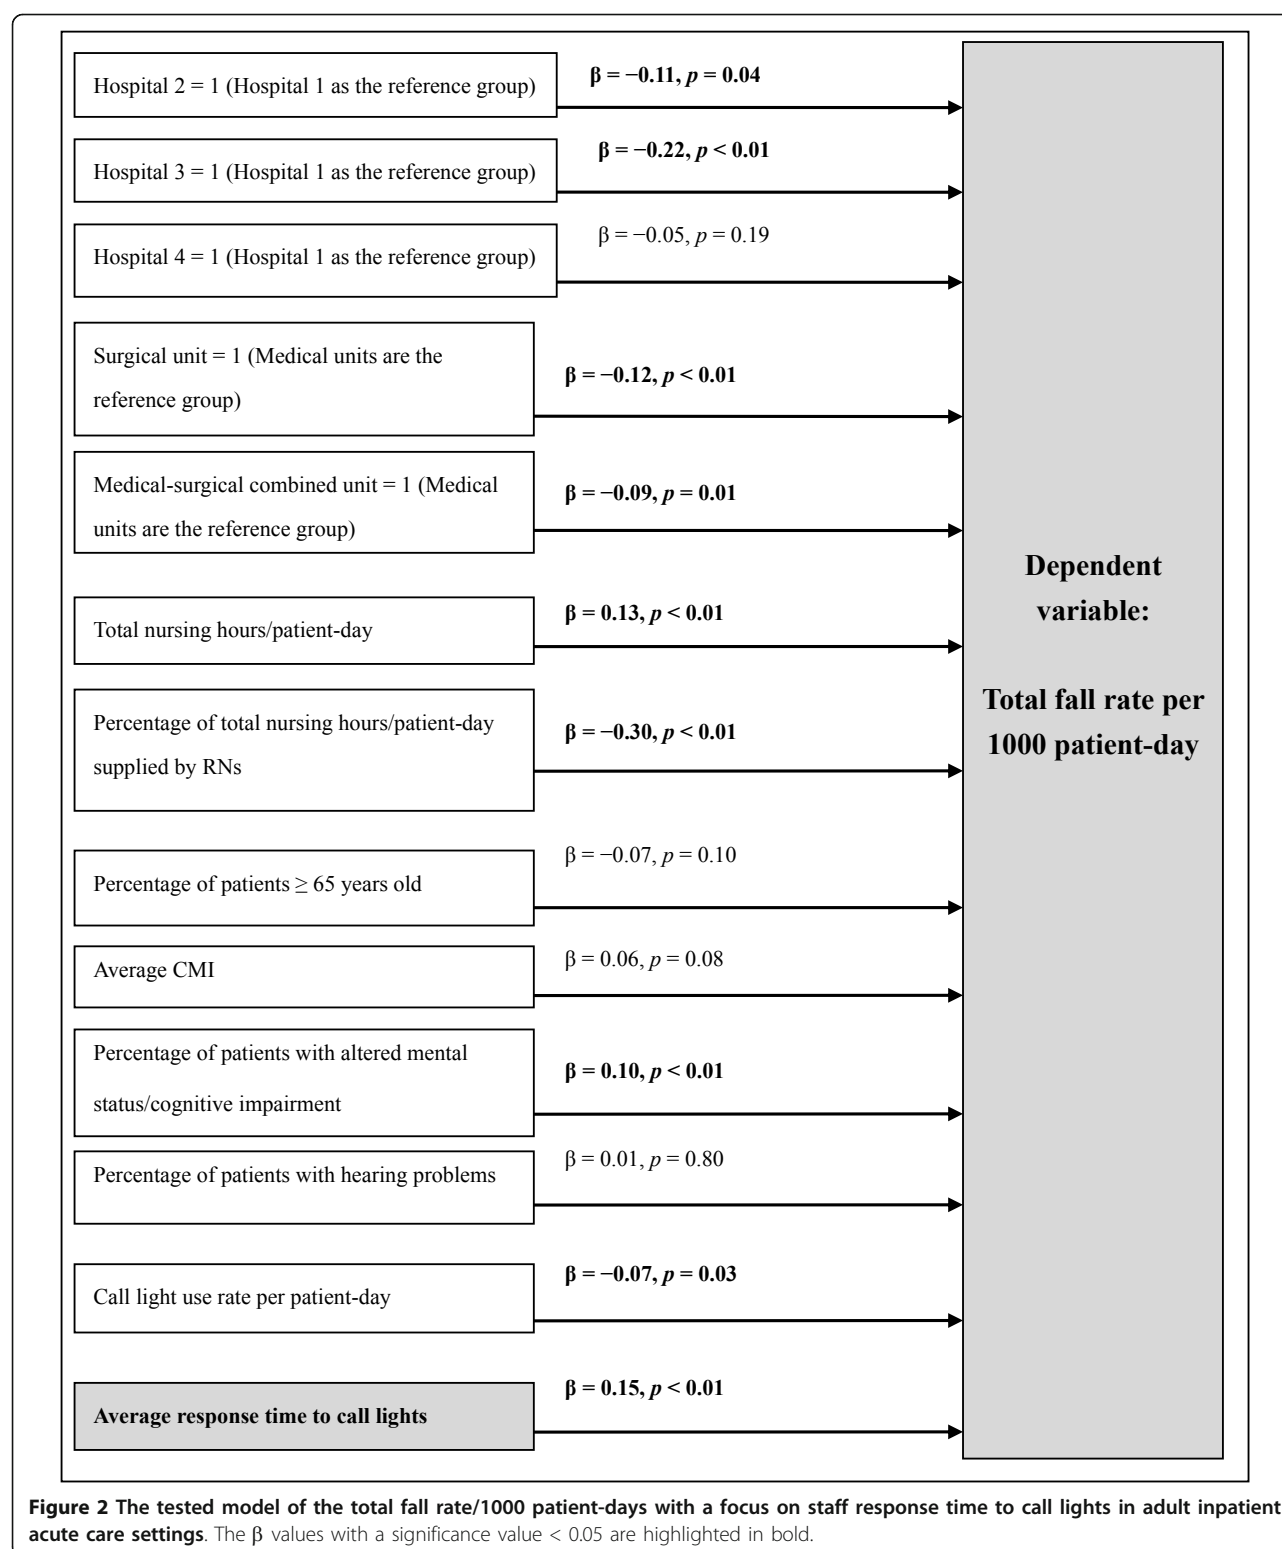 Hospital 2 = 1 (Hospital 1 as the reference group)
β = −0.11, p = 0.04
Hospital 3 = 1 (Hospital 1 as the reference group)
β = −0.22, p < 0.01
Hospital 4 = 1 (Hospital 1 as the reference group)
β = −0.05, p = 0.19
Surgical unit = 1 (Medical units are the
reference group)
β = −0.12, p < 0.01
Medical-surgical combined unit = 1 (Medical
units are the reference group)
β = −0.09, p = 0.01
Total nursing hours/patient-day
β = 0.13, p < 0.01
Percentage of total nursing hours/patient-day
supplied by RNs
β = −0.30, p < 0.01
Percentage of patients ≥ 65 years old
β = −0.07, p = 0.10
Average CMI
β = 0.06, p = 0.08
Percentage of patients with altered mental
status/cognitive impairment
β = 0.10, p < 0.01
Percentage of patients with hearing problems
β = 0.01, p = 0.80
Call light use rate per patient-day
β = −0.07, p = 0.03
Average response time to call lights
β = 0.15, p < 0.01
Dependent
variable:
Total fall rate per
1000 patient-day
Figure 2 The tested model of the total fall rate/1000 patient-days with a focus on staff response time to call lights in adult inpatient
acute care settings. The β values with a significance value < 0.05 are highlighted in bold.